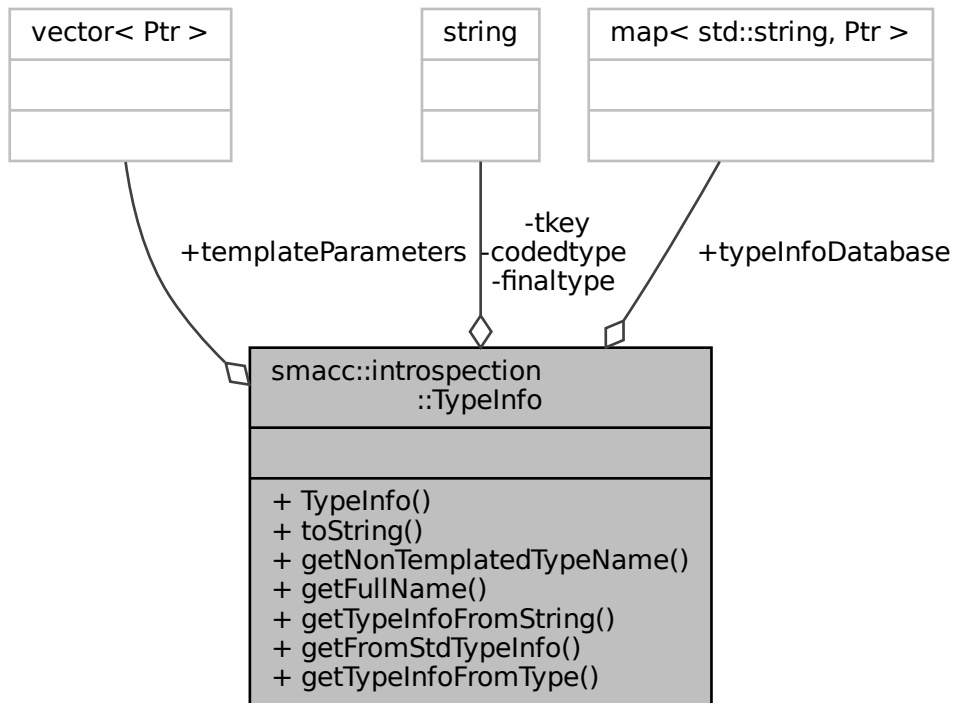 vector< Ptr >
string
map< std::string, Ptr >
+templateParameters
-tkey
-codedtype
-finaltype
+typeInfoDatabase
smacc::introspection
::TypeInfo
+ TypeInfo()
+ toString()
+ getNonTemplatedTypeName()
+ getFullName()
+ getTypeInfoFromString()
+ getFromStdTypeInfo()
+ getTypeInfoFromType()